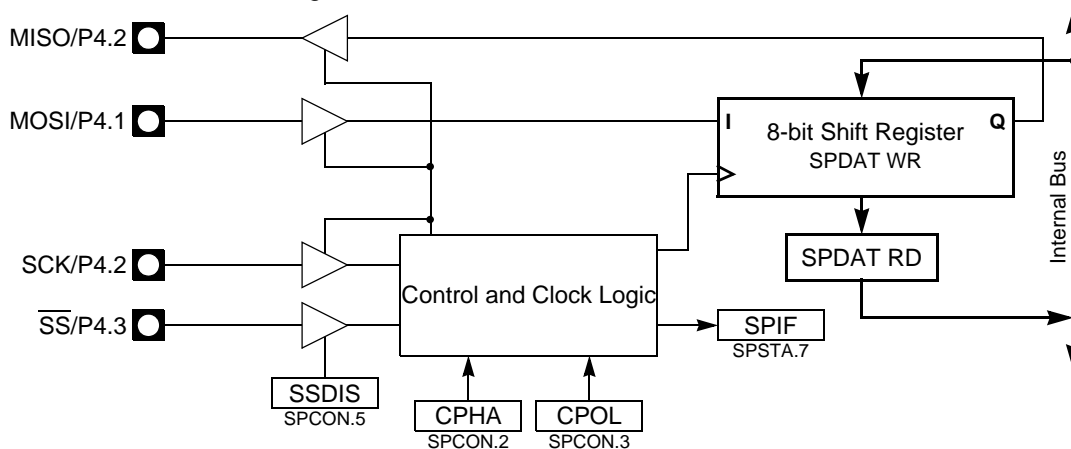 MISO/P4.2
MOSI/P4.1
I
8-bit Shift Register
Q
SPDAT WR
Internal Bus
SCK/P4.2
SPDAT RD
Control and Clock Logic
SS/P4.3
SPIF
SPSTA.7
SSDIS
SPCON.5
CPHA
CPOL
SPCON.2
SPCON.3